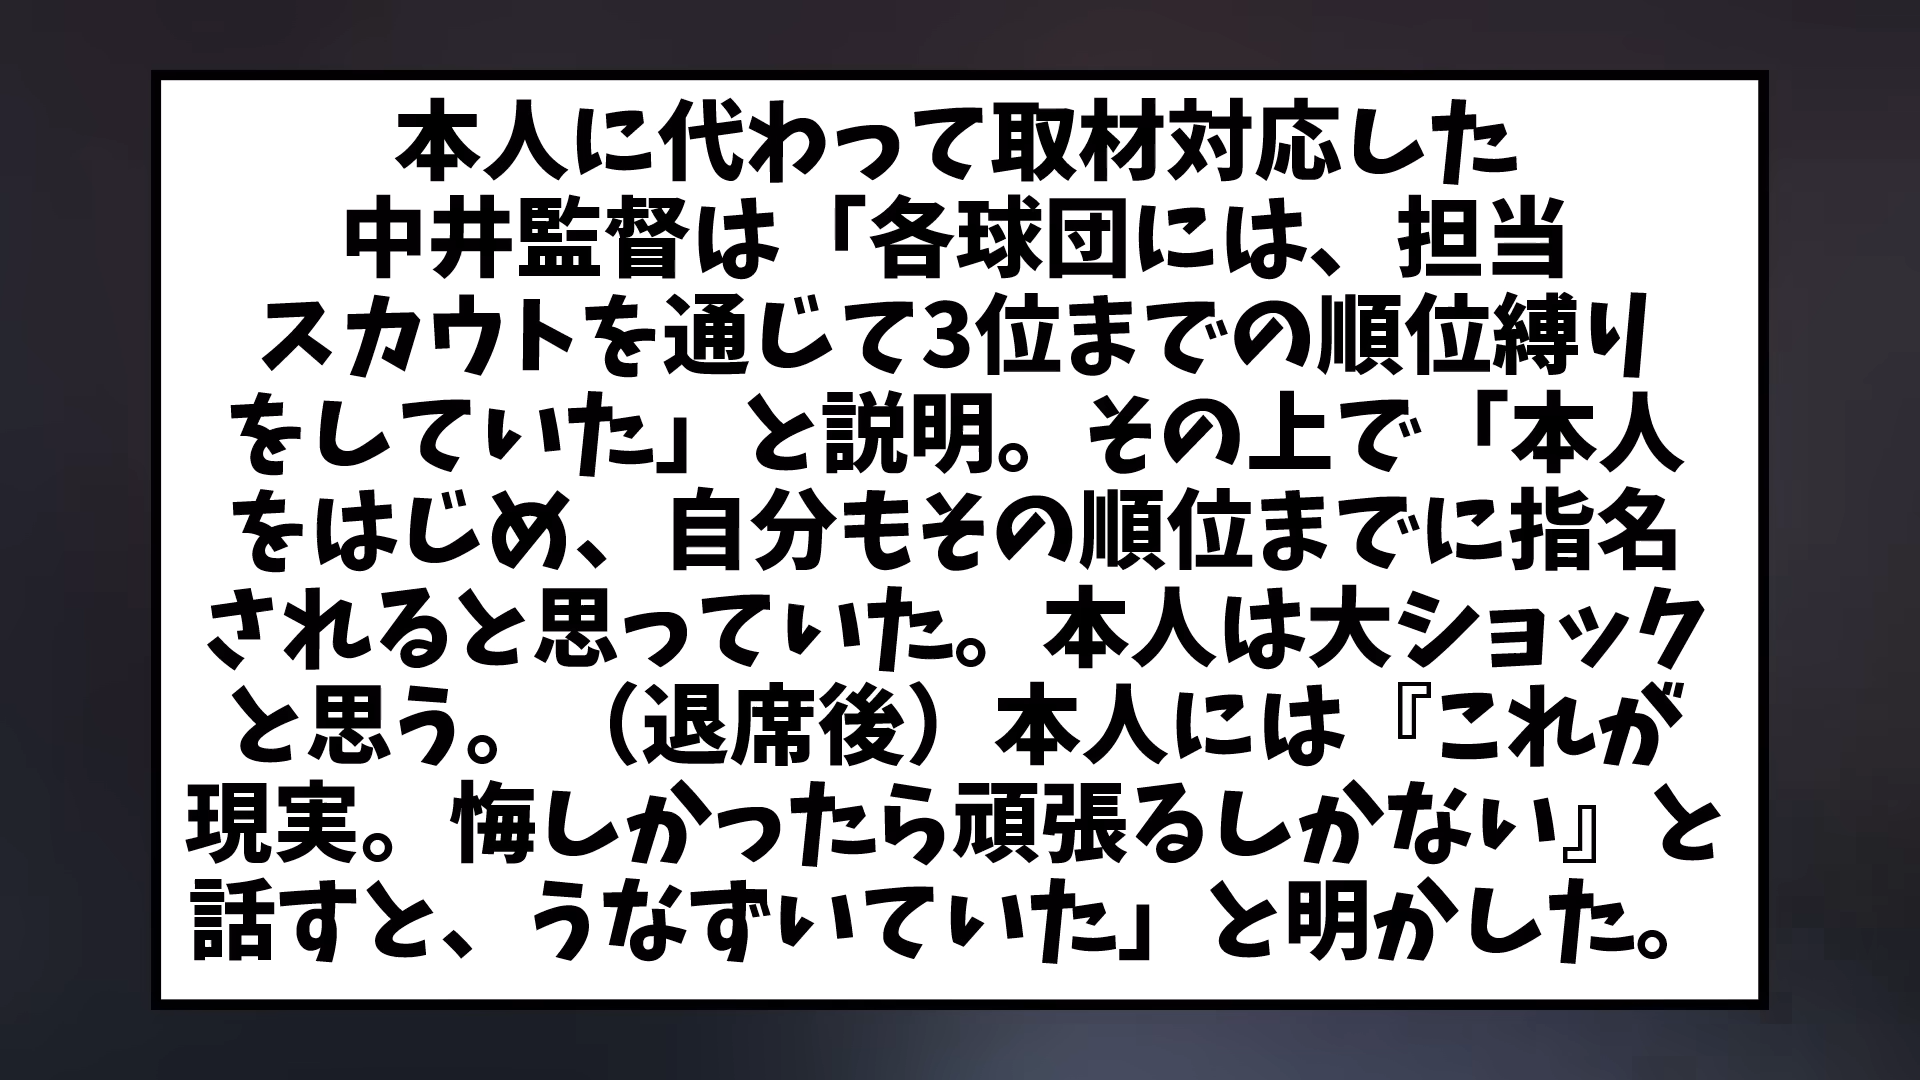 本人に代わって取材対応した
中井監督は「各球団には、担当
スカウトを通じて3位までの順位縛り
をしていた」と説明。その上で「本人
をはじめ、自分もその順位までに指名
されると思っていた。本人は大ショック
と思う。（退席後）本人には『これが
現実。悔しかったら頑張るしかない』と
話すと、うなずいていた」と明かした。